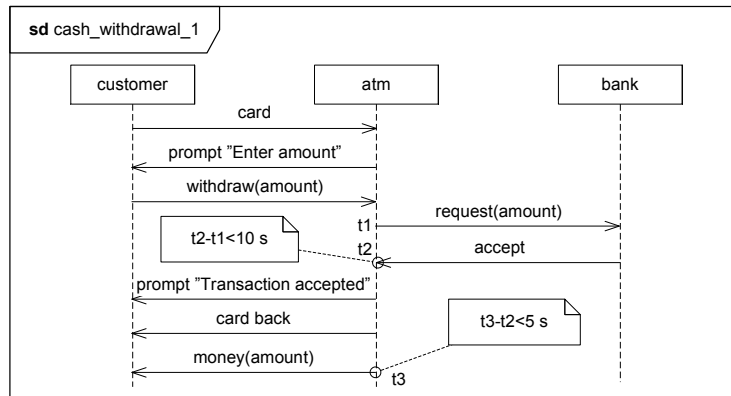 sd cash_withdrawal_1
customer
atm
bank
card
prompt ”Enter amount”
withdraw(amount)
t1
request(amount)
t2-t1<10 s
t2
accept
prompt ”Transaction accepted”
card back
t3-t2<5 s
money(amount)
t3